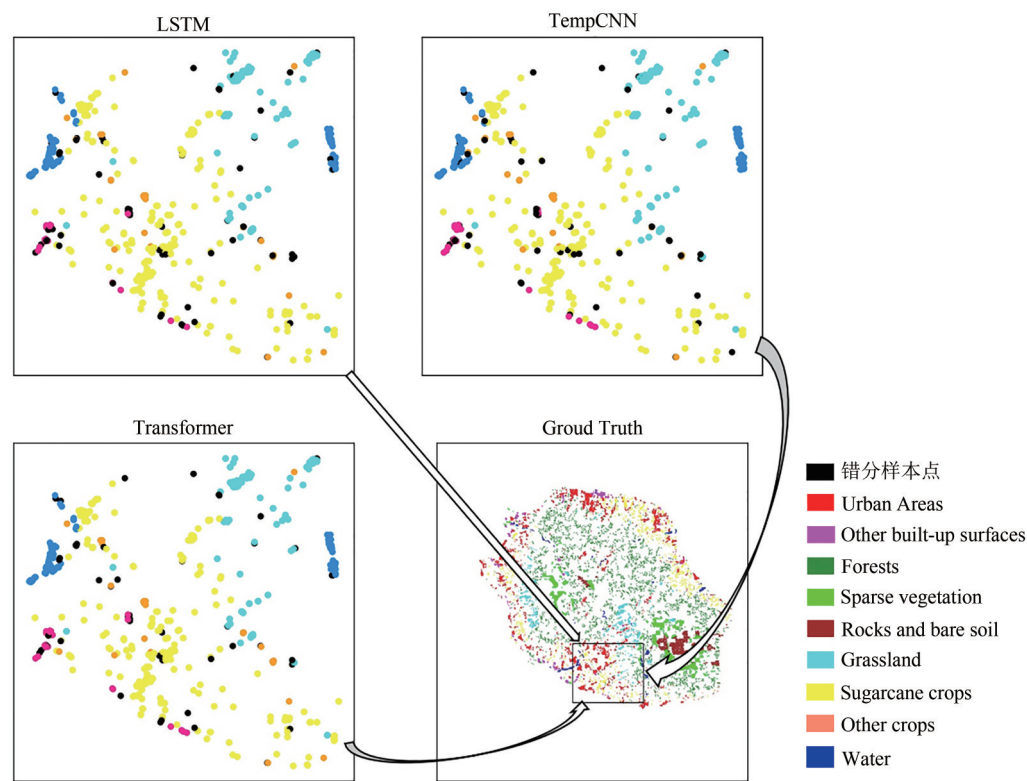 LSTM
TempCNN
Transformer
Groud Truth
错分样本点
Urban Areas
Other built-up surfaces
Forests
Sparse vegetation
Rocks and bare soil
Grassland
Sugarcane crops
Other crops
Water